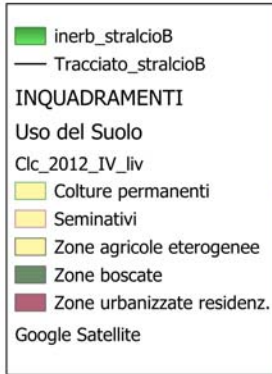 inerb_stralcioB
Tracciato_stralcioB
INQUADRAMENTI
Uso del Suolo
Clc_2012_IV_liv
Colture permanenti
Seminativi
Zone agricole eterogenee
Zone boscate
Zone urbanizzate residenz.
Google Satellite